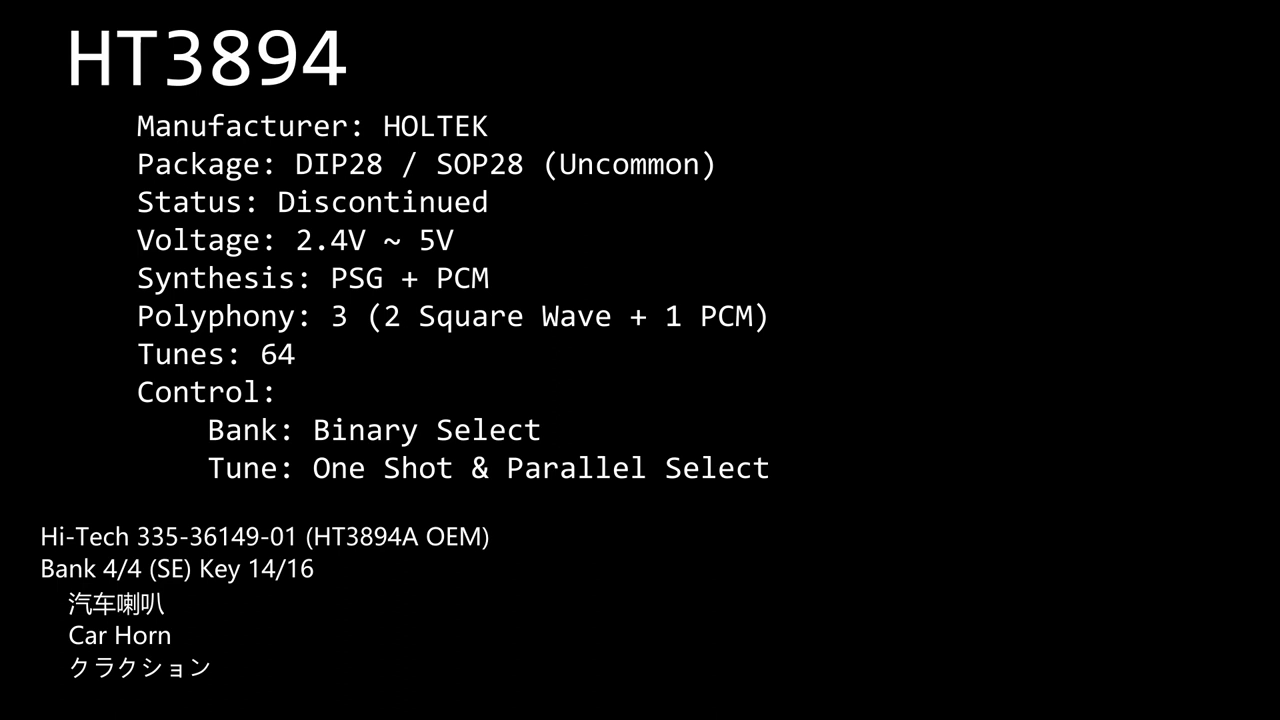 HT3894
Manufacturer: HOLTEK
Package: DIP28 / SOP28 (Uncommon)
Status: Discontinued
Voltage: 2.4V ~ 5V
Synthesis: PSG + PCM
Polyphony: 3 (2 Square Wave + 1 PCM)
Tunes: 64
Control:
Bank: Binary Select
Tune: One Shot & Parallel Select
Hi-Tech 335-36149-01 (HT3894A OEM)
Bank 4/4 (SE) Key 14/16
汽车喇叭
Car Horn
クラクション